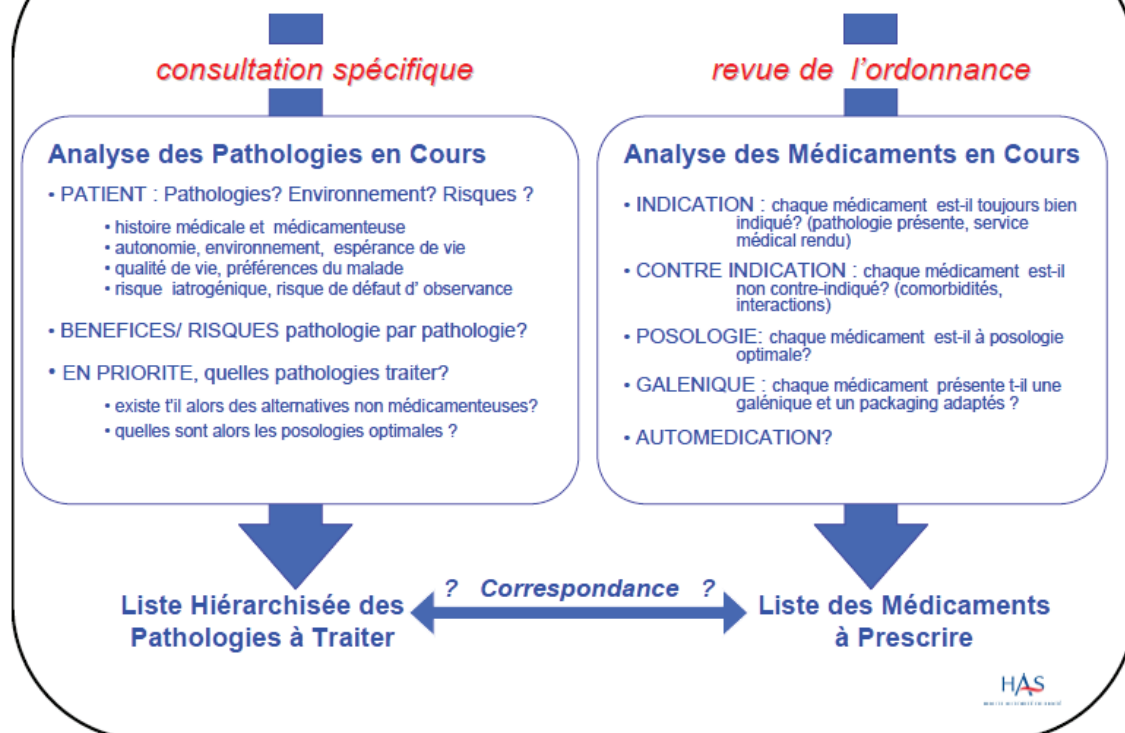 consultation spécifique
revue de l'ordonnance
Analyse des Pathologies en Cours
• PATIENT : Pathologies? Environnement? Risques ?
• histoire médicale et médicamenteuse
• autonomie, environnement, espérance de vie
• qualité de vie, préférences du malade
• risque iatrogénique, risque de défaut d' observance
• BENEFICES/ RISQUES pathologie par pathologie?
• EN PRIORITE, quelles pathologies traiter?
• existe t'il alors des alternatives non médicamenteuses?
• quelles sont alors les posologies optimales ?
Analyse des Médicaments en Cours
• INDICATION : chaque médicament est-il toujours bien
indiqué? (pathologie présente, service
médical rendu)
• CONTRE INDICATION : chaque médicament est-il
non contre-indiqué? (comorbidités,
interactions)
• POSOLOGIE: chaque médicament est-il à posologie
optimale?
• GALENIQUE : chaque médicament présente t-il une
galénique et un packaging adaptés ?
• AUTOMEDICATION?
? Correspondance ?
Liste Hiérarchisée des
Pathologies à Traiter
Liste des Médicaments
à Prescrire
HAS